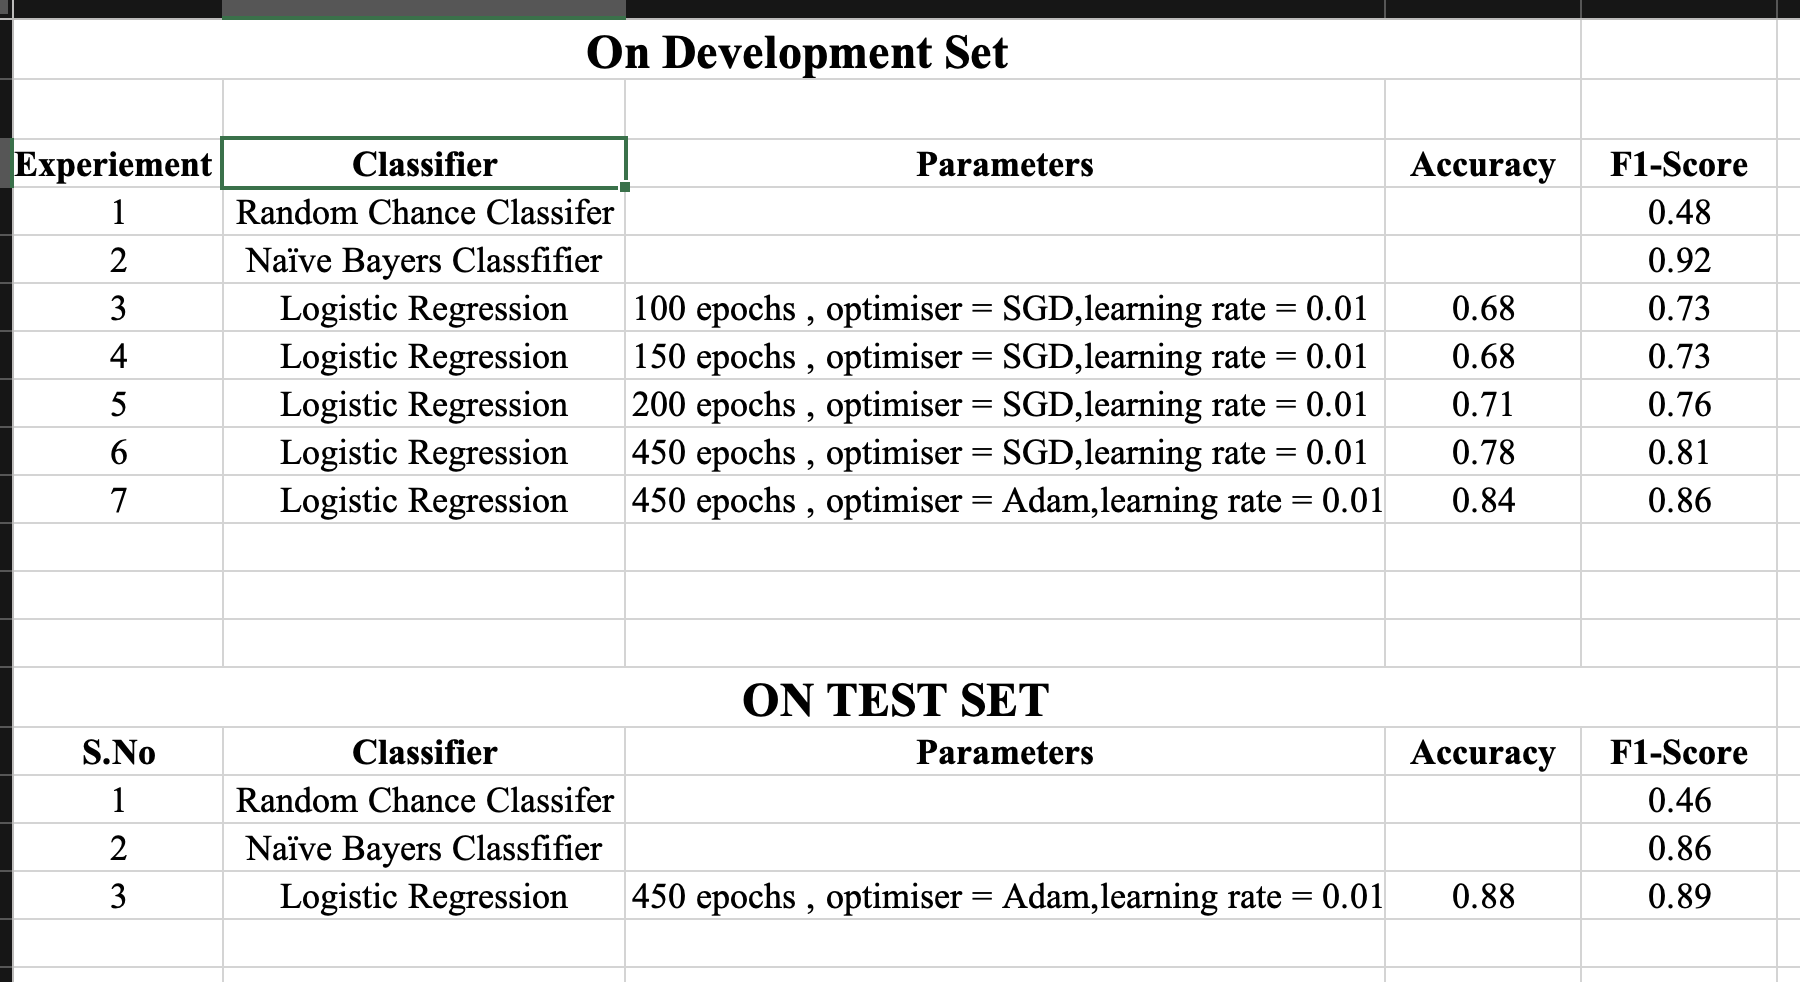 On Development Set
Experiement Classifier Parameters Accuracy F1-Score
1 Random Chance Classifer 0.48
2 Naïve Bayers Classfifier 0.92
3 Logistic Regression 100 epochs , optimiser = SGD,learning rate = 0.01 0.68 0.73
4 Logistic Regression 150 epochs , optimiser = SGD,learning rate = 0.01 0.68 0.73
5 Logistic Regression 200 epochs , optimiser = SGD,learning rate = 0.01 0.71 0.76
6 Logistic Regression 450 epochs , optimiser = SGD,learning rate = 0.01 0.78 0.81
7 Logistic Regression 450 epochs , optimiser = Adam,learning rate = 0.01 0.84 0.86
ON TEST SET
S.No Classifier Parameters Accuracy F1-Score
1 Random Chance Classifer 0.46
2 Naïve Bayers Classfifier 0.86
3 Logistic Regression 450 epochs , optimiser = Adam,learning rate = 0.01 0.88 0.89